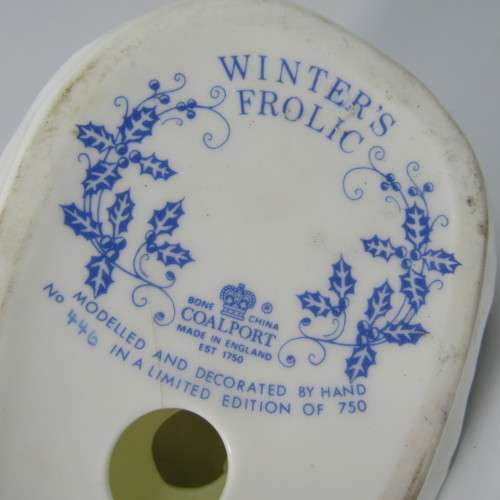 WINTER'S
FROLIC
BONE CHINA
COALPORT
MADE IN ENGLAND
EST 1750
MODELLED AND DECORATED BY HAND
No 446 IN A LIMITED EDITION OF 750